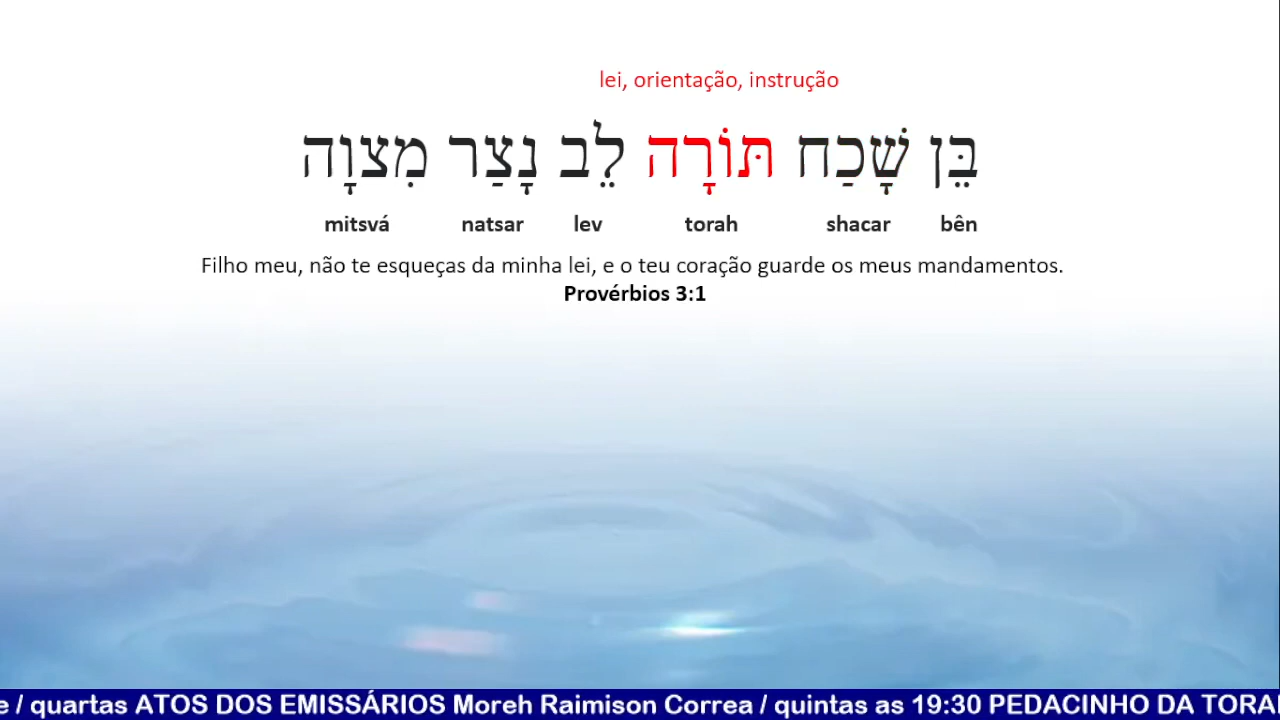 lei, orientação, instrução
בֵּן שָׁכַח תּוֹרָה לֵב נָצַר מִצוָה
mitsvá natsar lev torah shacar bên
Filho meu, não te esqueças da minha lei, e o teu coração guarde os meus mandamentos.
Provérbios 3:1
e / quartas ATOS DOS EMISSÁRIOS Moreh Raimison Correa / quintas as 19:30 PEDACINHO DA TORA